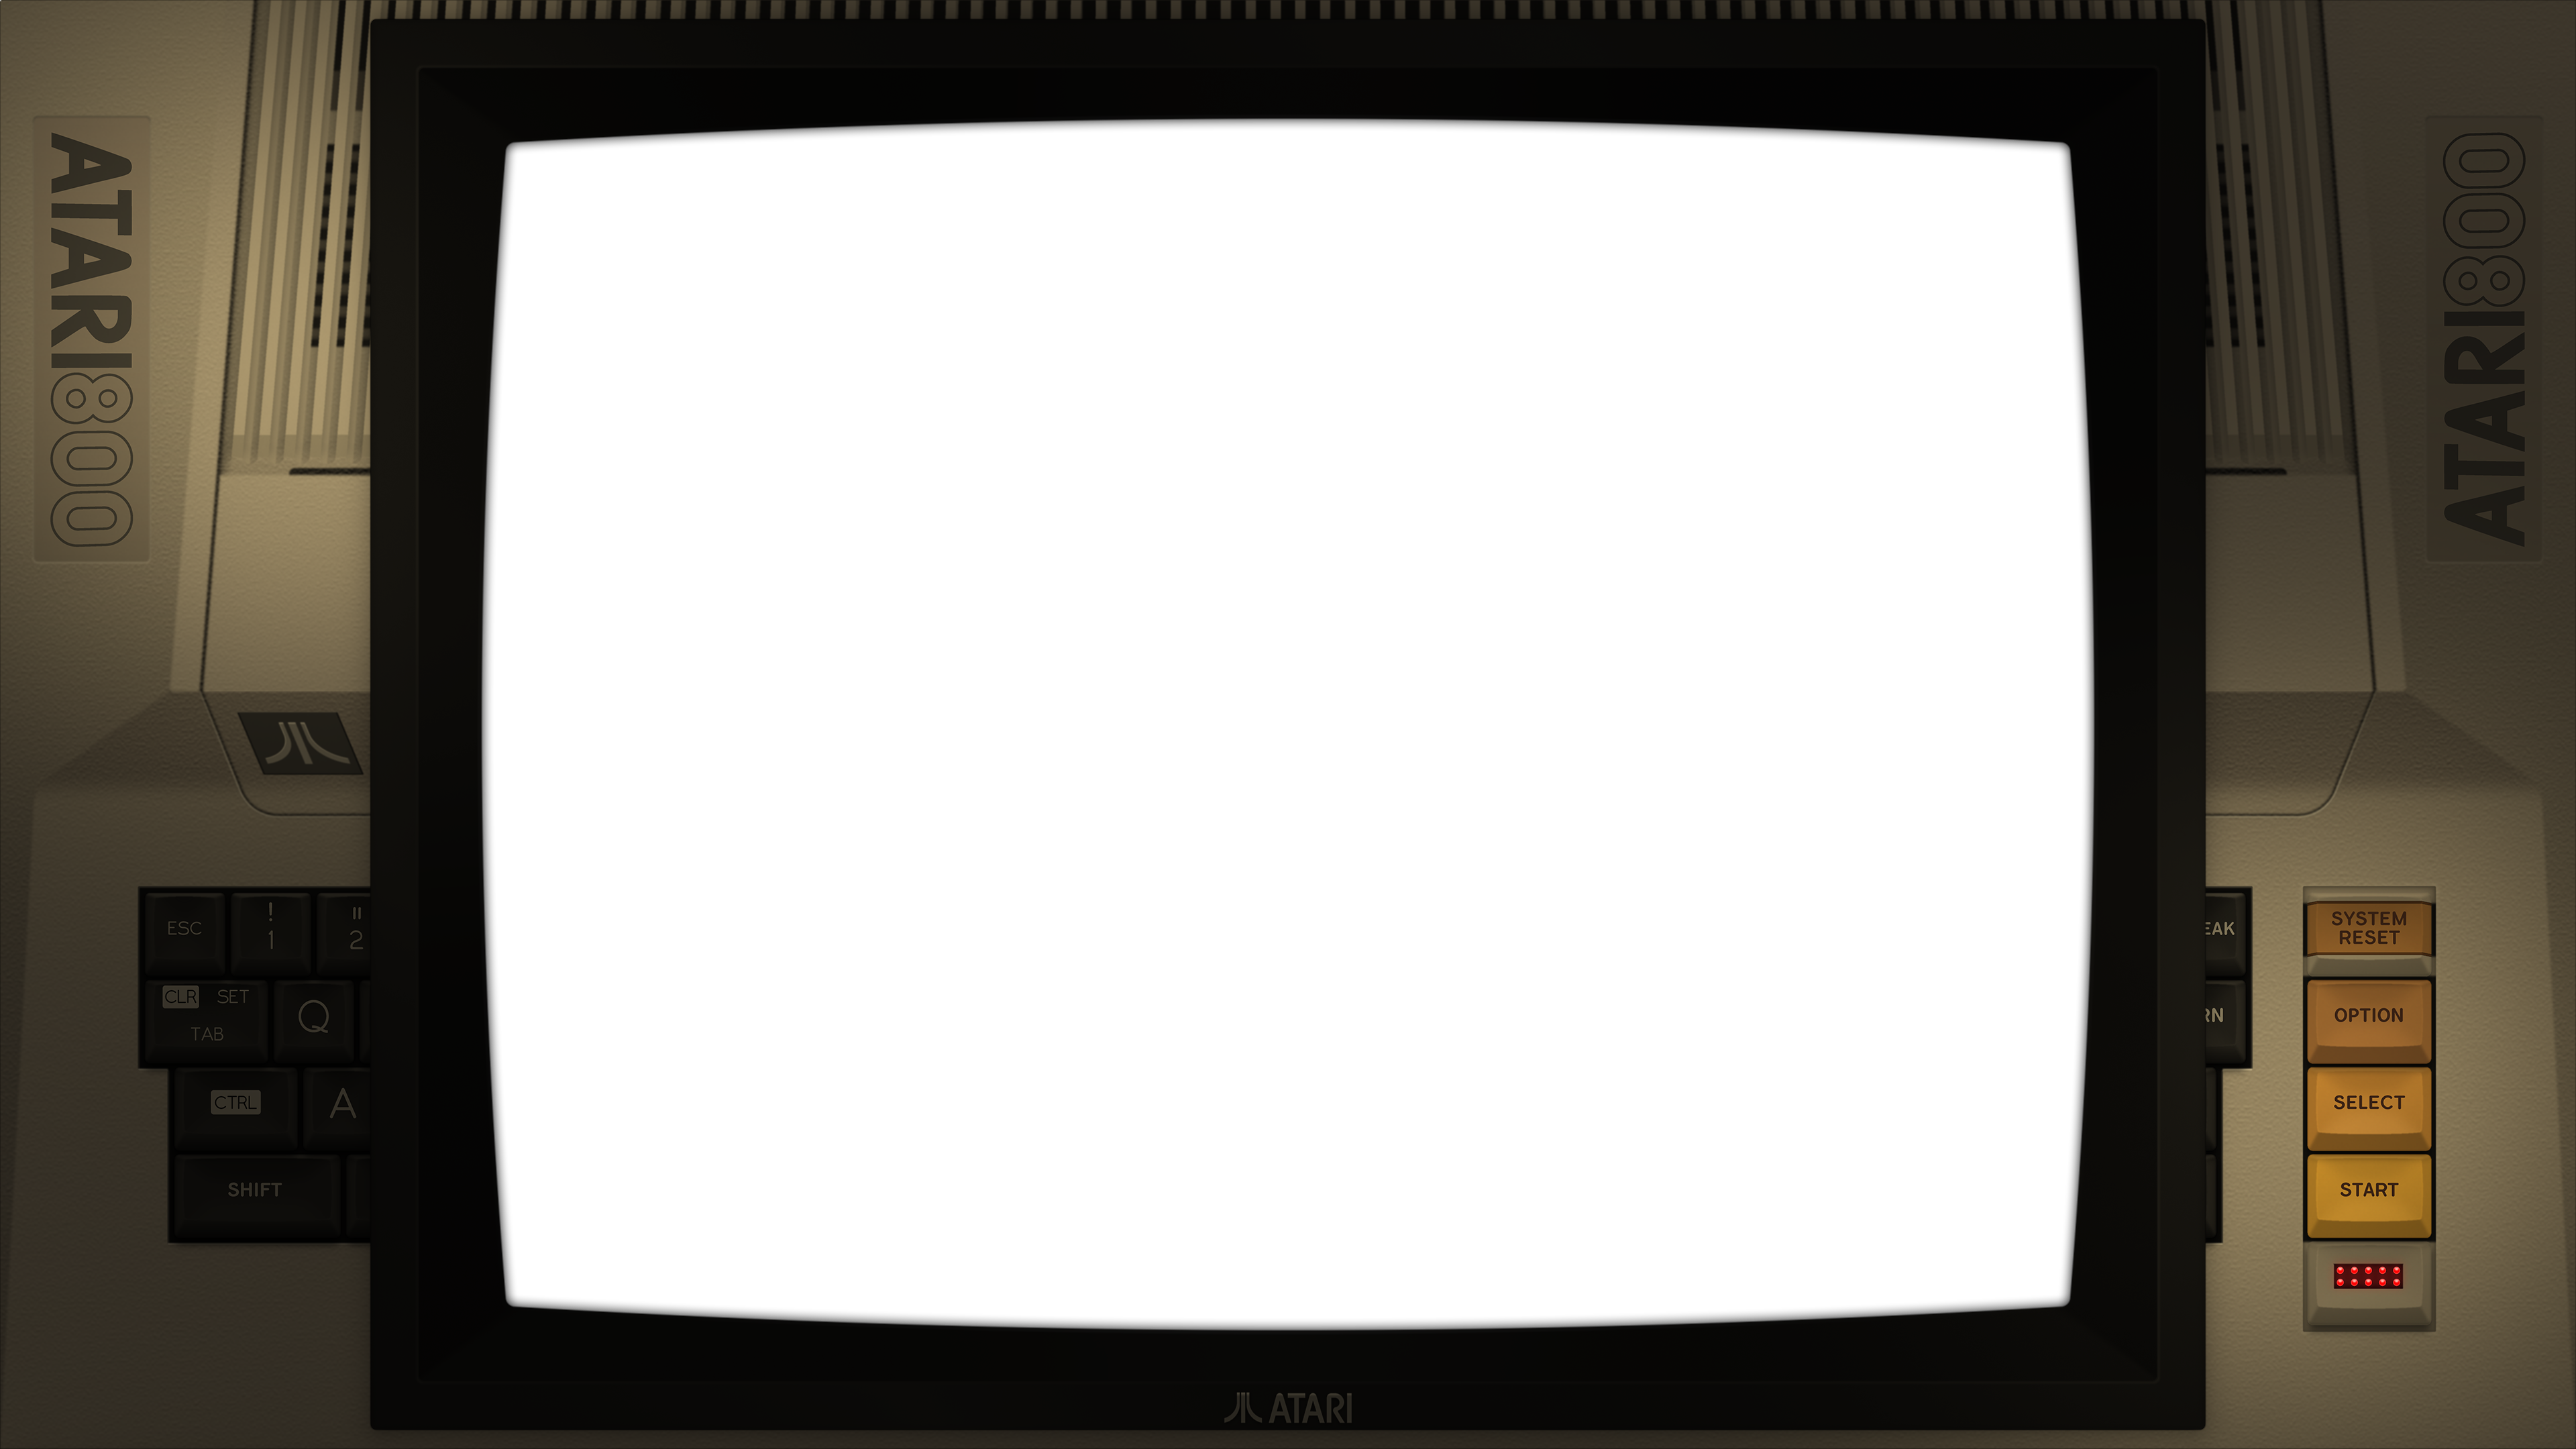 ATARI800
ATARI800
ESC
!
1
"
2
EAK
SYSTEM
RESET
CLR SET
TAB
Q
RN
OPTION
CTRL
A
SELECT
SHIFT
START
ATARI